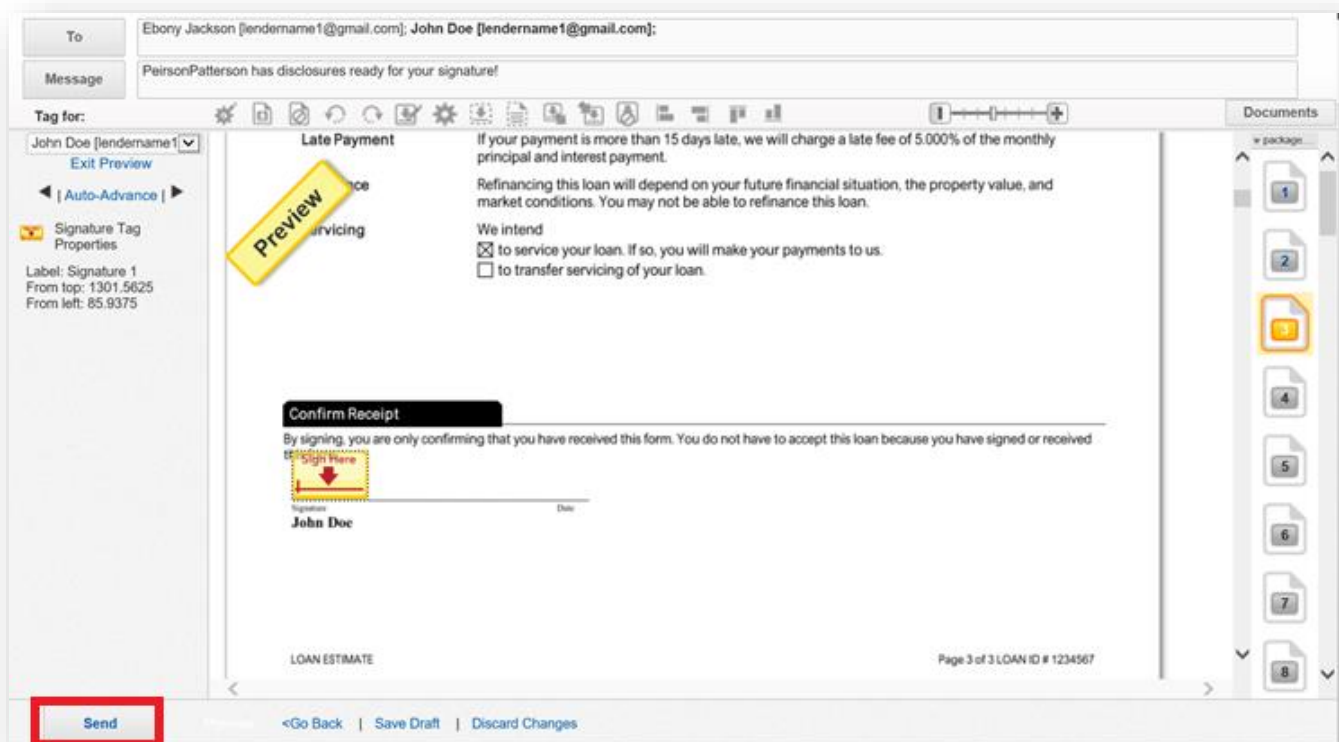 To
Ebony Jackson [lendername1@gmail.com]; John Doe [lendername1@gmail.com];
Message
PeirsonPatterson has disclosures ready for your signature!
Tag for:
Documents
John Doe [lendername1
Exit Preview
| Auto-Advance |
Signature Tag
Properties
Label: Signature 1
From top: 1301.5625
From left: 85.9375
Preview
Late Payment
If your payment is more than 15 days late, we will charge a late fee of 5.000% of the monthly
principal and interest payment.
Refinancing this loan will depend on your future financial situation, the property value, and
market conditions. You may not be able to refinance this loan.
We intend
to service your loan. If so, you will make your payments to us.
to transfer servicing of your loan.
package
1
2
3
4
5
6
7
8
Confirm Receipt
By signing, you are only confirming that you have received this form. You do not have to accept this loan because you have signed or received
Sign Here
Signature Date
John Doe
LOAN ESTIMATE
Page 3 of 3 LOAN ID # 1234567
Send
<Go Back | Save Draft | Discard Changes